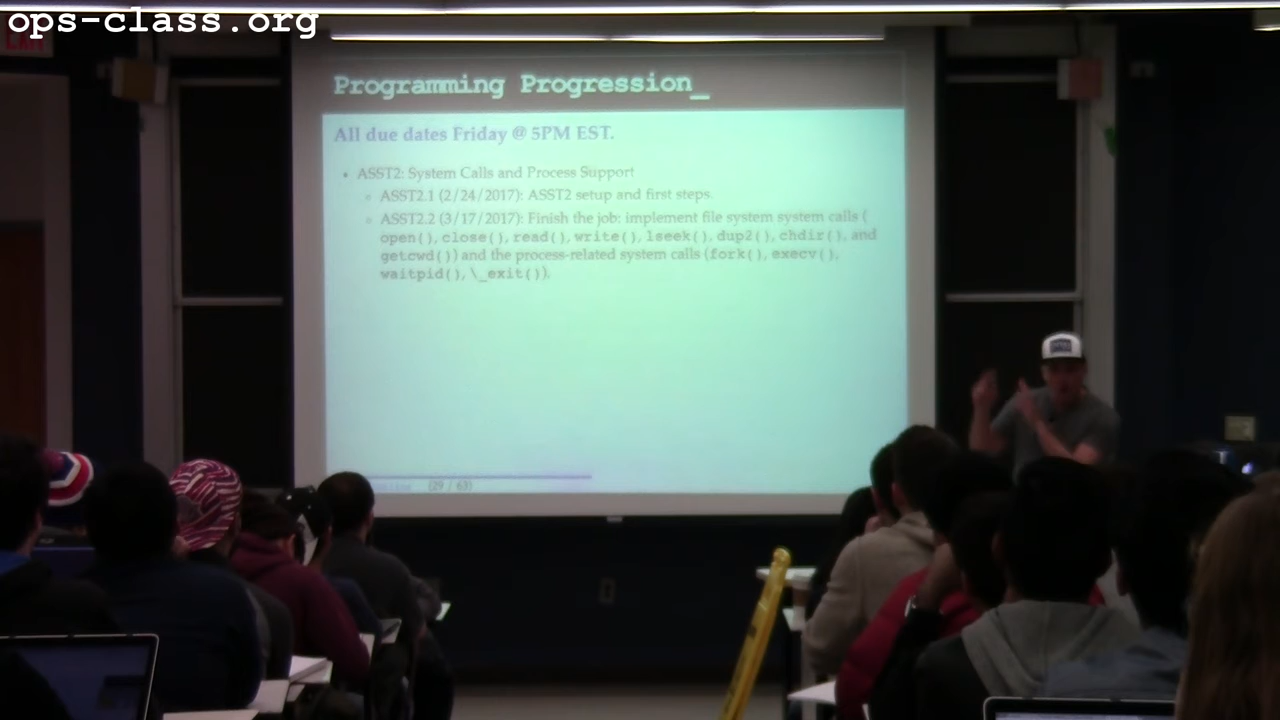 ops-class.org
Programming Progression_
All due dates Friday @ 5PM EST.
• ASST2: System Calls and Process Support
◦ ASST2.1 (2/24/2017): ASST2 setup and first steps.
◦ ASST2.2 (3/17/2017): Finish the job: implement file system system calls (
open(), close(), read(), write(), lseek(), dup2(), chdir(), and
getcwd()) and the process-related system calls (fork(), execv(),
waitpid(), \_exit()).
(29 / 63)